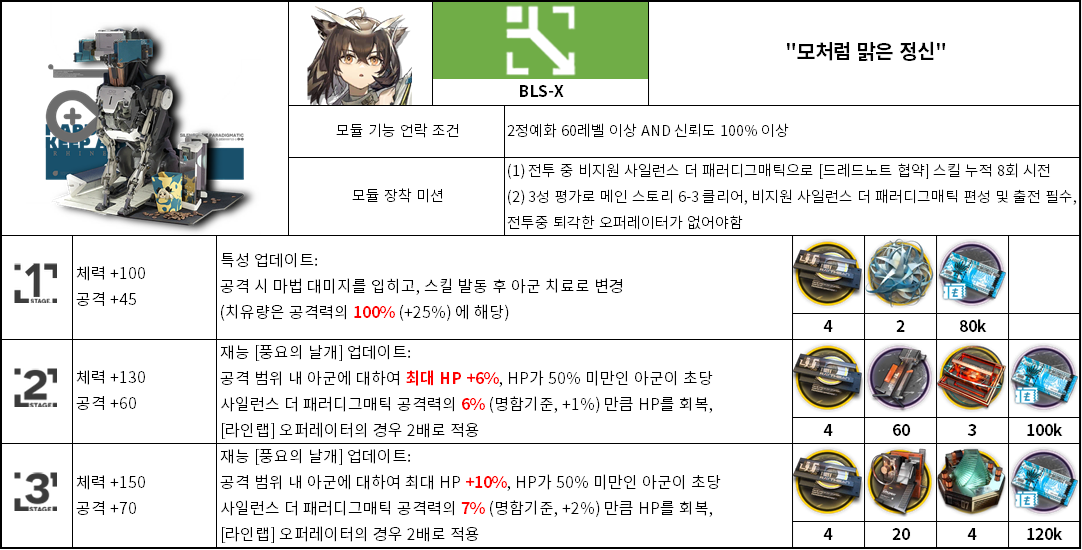 "모처럼 맑은 정신"
BLS-X
모듈 기능 언락 조건
2정예화 60레벨 이상 AND 신뢰도 100% 이상
모듈 장착 미션
(1) 전투 중 비지원 사일런스 더 패러디그매틱으로 [드레드노트 협약] 스킬 누적 8회 시전
(2) 3성 평가로 메인 스토리 6-3 클리어, 비지원 사일런스 더 패러디그매틱 편성 및 출전 필수,
전투중 퇴각한 오퍼레이터가 없어야함
1
STAGE.
체력 +100
공격 +45
특성 업데이트:
공격 시 마법 대미지를 입히고, 스킬 발동 후 아군 치료로 변경
(치유량은 공격력의 100% (+25%) 에 해당)
4
2
80k
2
STAGE.
체력 +130
공격 +60
재능 [풍요의 날개] 업데이트:
공격 범위 내 아군에 대하여 최대 HP +6%, HP가 50% 미만인 아군이 초당
사일런스 더 패러디그매틱 공격력의 6% (명함기준, +1%) 만큼 HP를 회복,
[라인랩] 오퍼레이터의 경우 2배로 적용
4
60
3
100k
3
STAGE.
체력 +150
공격 +70
재능 [풍요의 날개] 업데이트:
공격 범위 내 아군에 대하여 최대 HP +10%, HP가 50% 미만인 아군이 초당
사일런스 더 패러디그매틱 공격력의 7% (명함기준, +2%) 만큼 HP를 회복,
[라인랩] 오퍼레이터의 경우 2배로 적용
4
20
4
120k